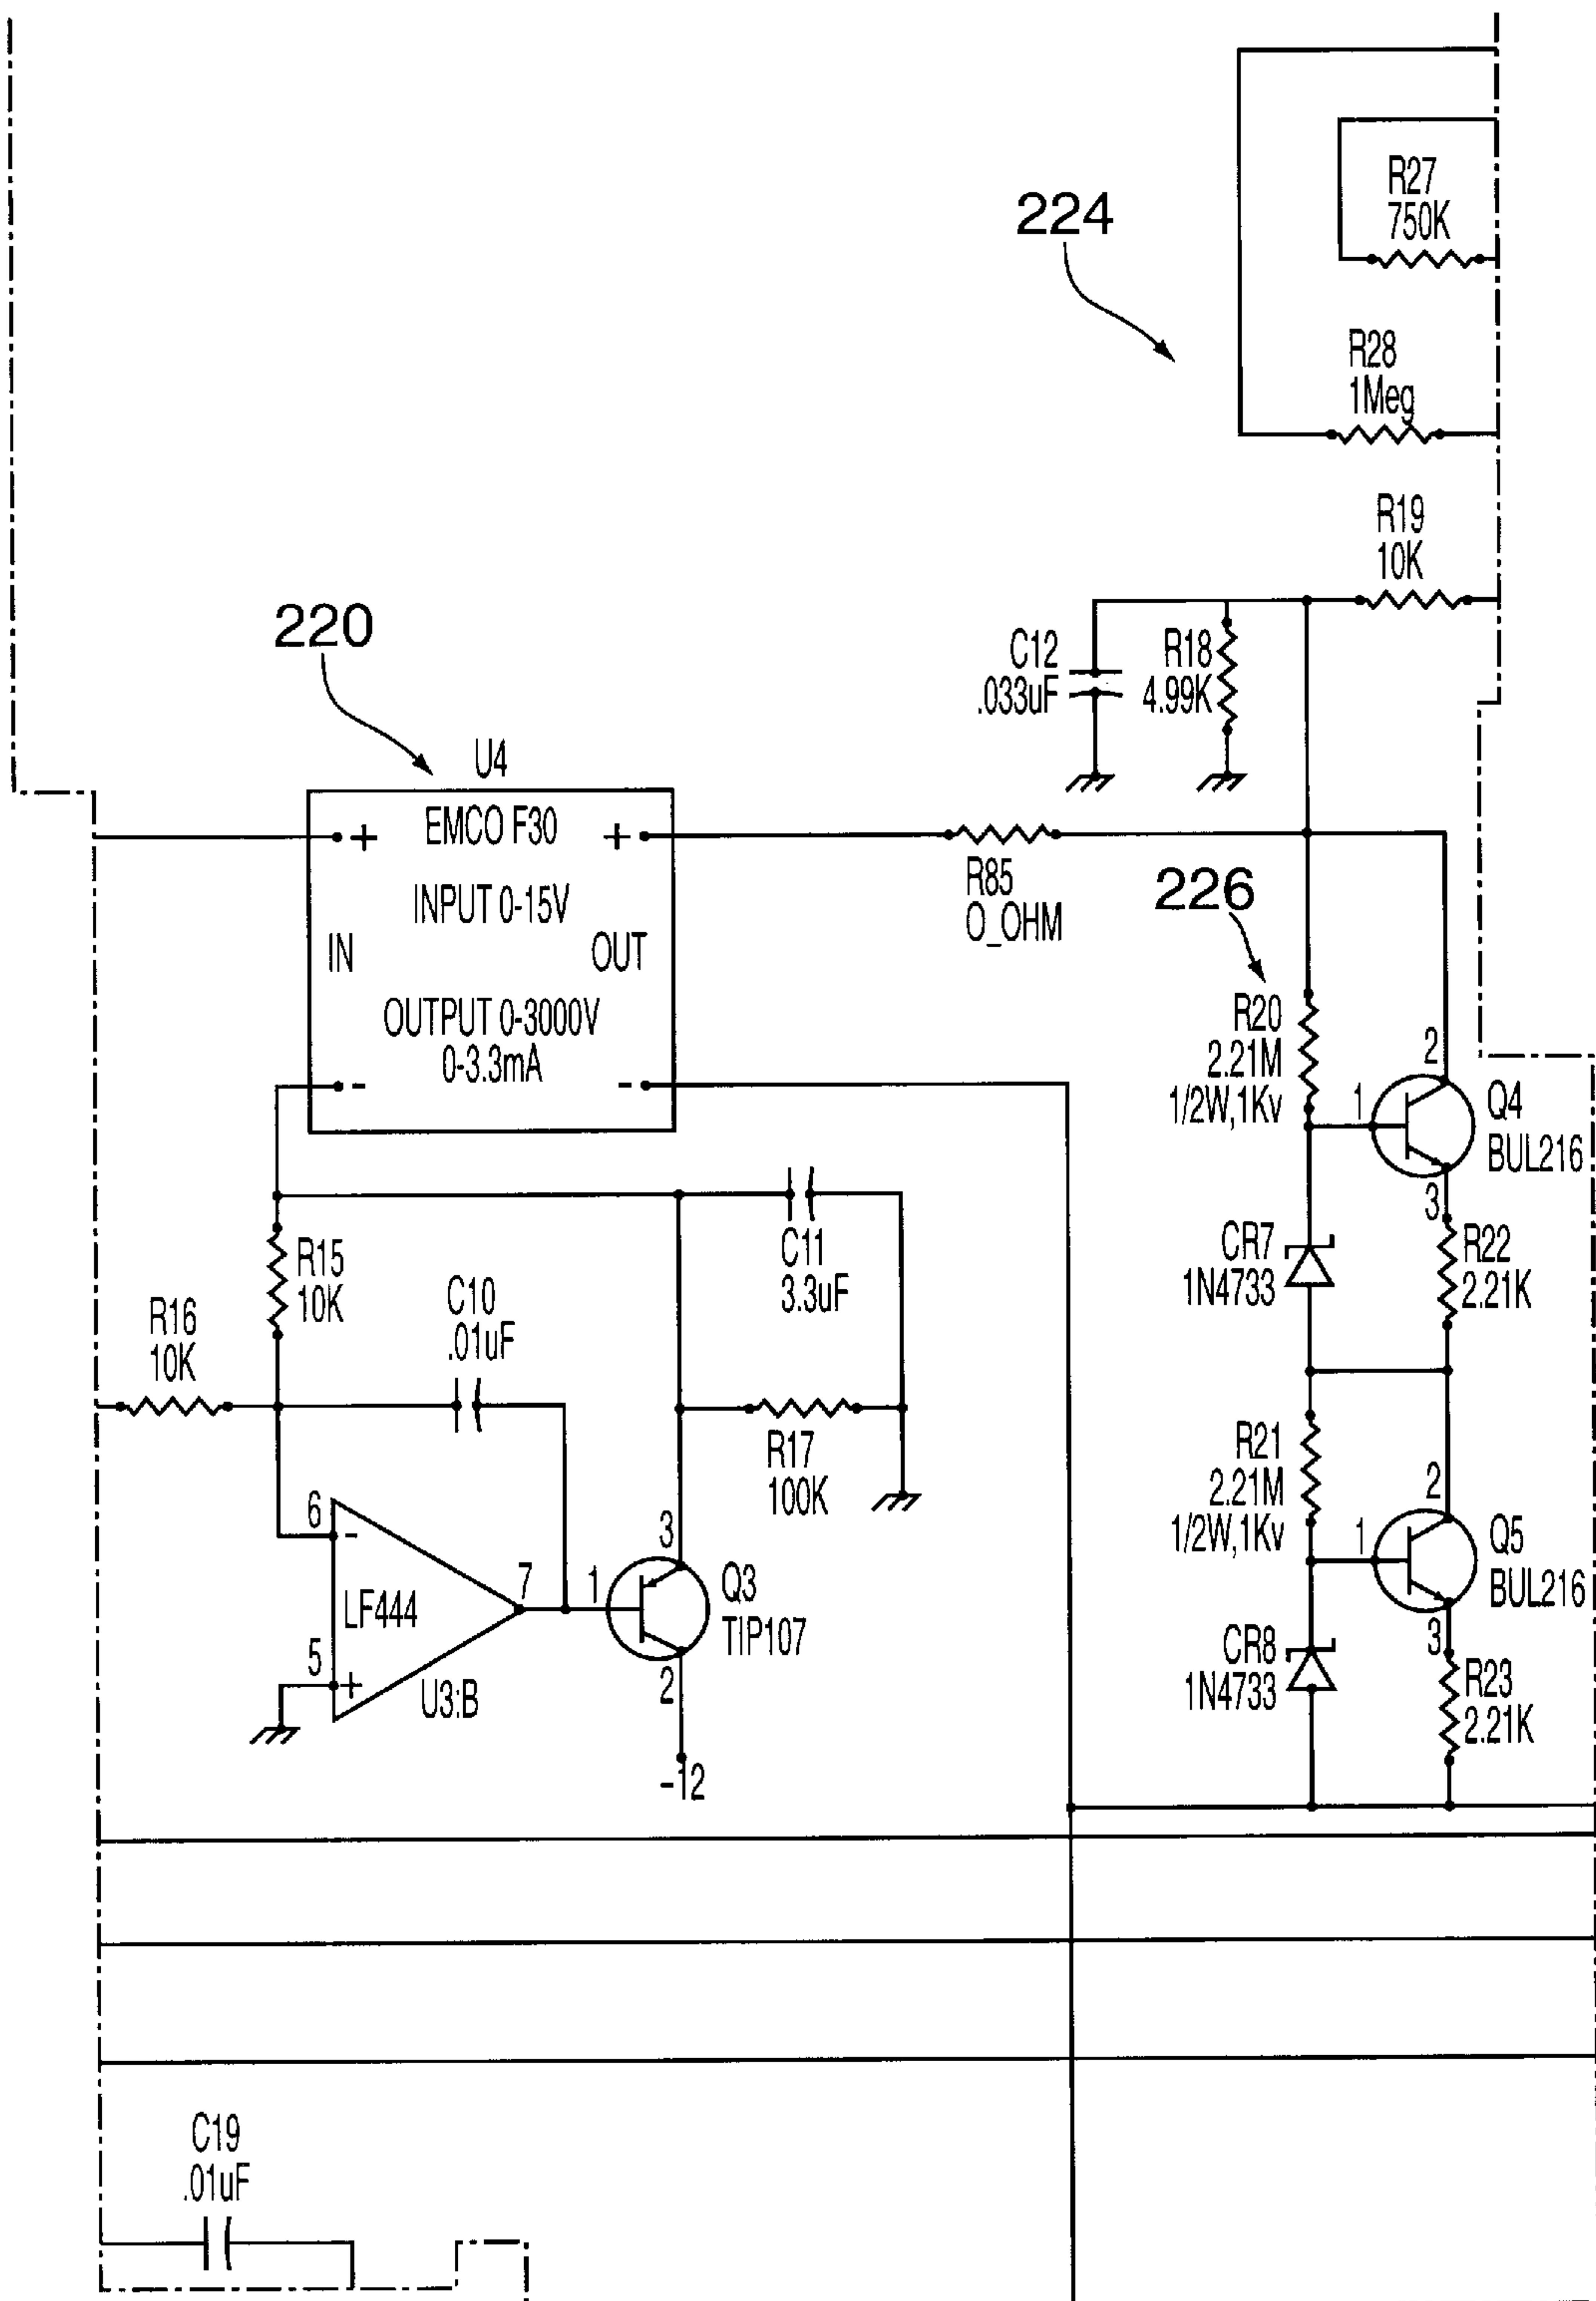 224
R27
750K
R28
1Meg
R19
10K
220
C12
.033uF
R18
4.99K
U4
+ EMCO F30 +
INPUT 0-15V
IN OUT
OUTPUT 0-3000V
0-3.3mA
- -
R85
O_OHM
226
R20
2.21M
1/2W,1Kv
2
1
3
Q4
BUL216
R15
10K
C11
3.3uF
CR7
1N4733
R22
2.21K
R16
10K
C10
.01uF
R17
100K
R21
2.21M
1/2W,1Kv
2
1
3
Q5
BUL216
6
-
LF444
5
+
7
U3:B
1
3
2
Q3
TIP107
-12
CR8
1N4733
R23
2.21K
C19
.01uF